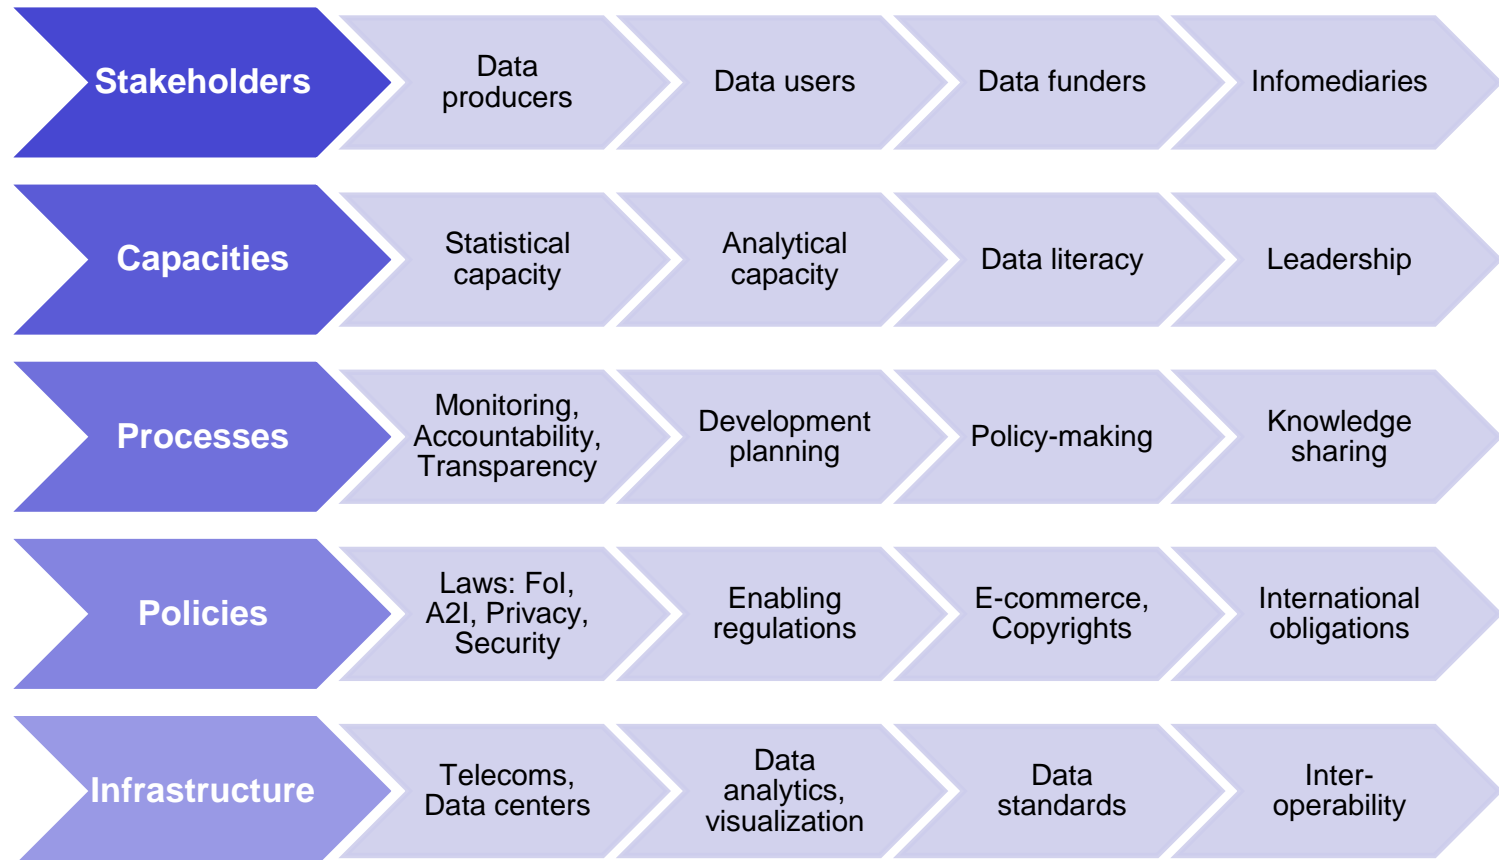 Stakeholders
Data
producers
Data users
Data funders
Infomediaries
Capacities
Statistical
capacity
Analytical
capacity
Data literacy
Leadership
Processes
Monitoring,
Accountability,
Transparency
Development
planning
Policy-making
Knowledge
sharing
Policies
Laws: FoI,
A2I, Privacy,
Security
Enabling
regulations
E-commerce,
Copyrights
International
obligations
Infrastructure
Telecoms,
Data centers
Data
analytics,
visualization
Data
standards
Inter-
operability